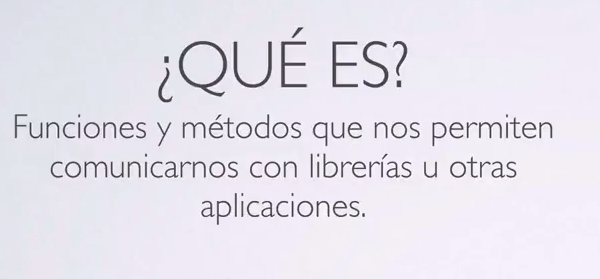 ¿QUÉ ES?
Funciones y métodos que nos permiten
comunicarnos con librerías u otras
aplicaciones.